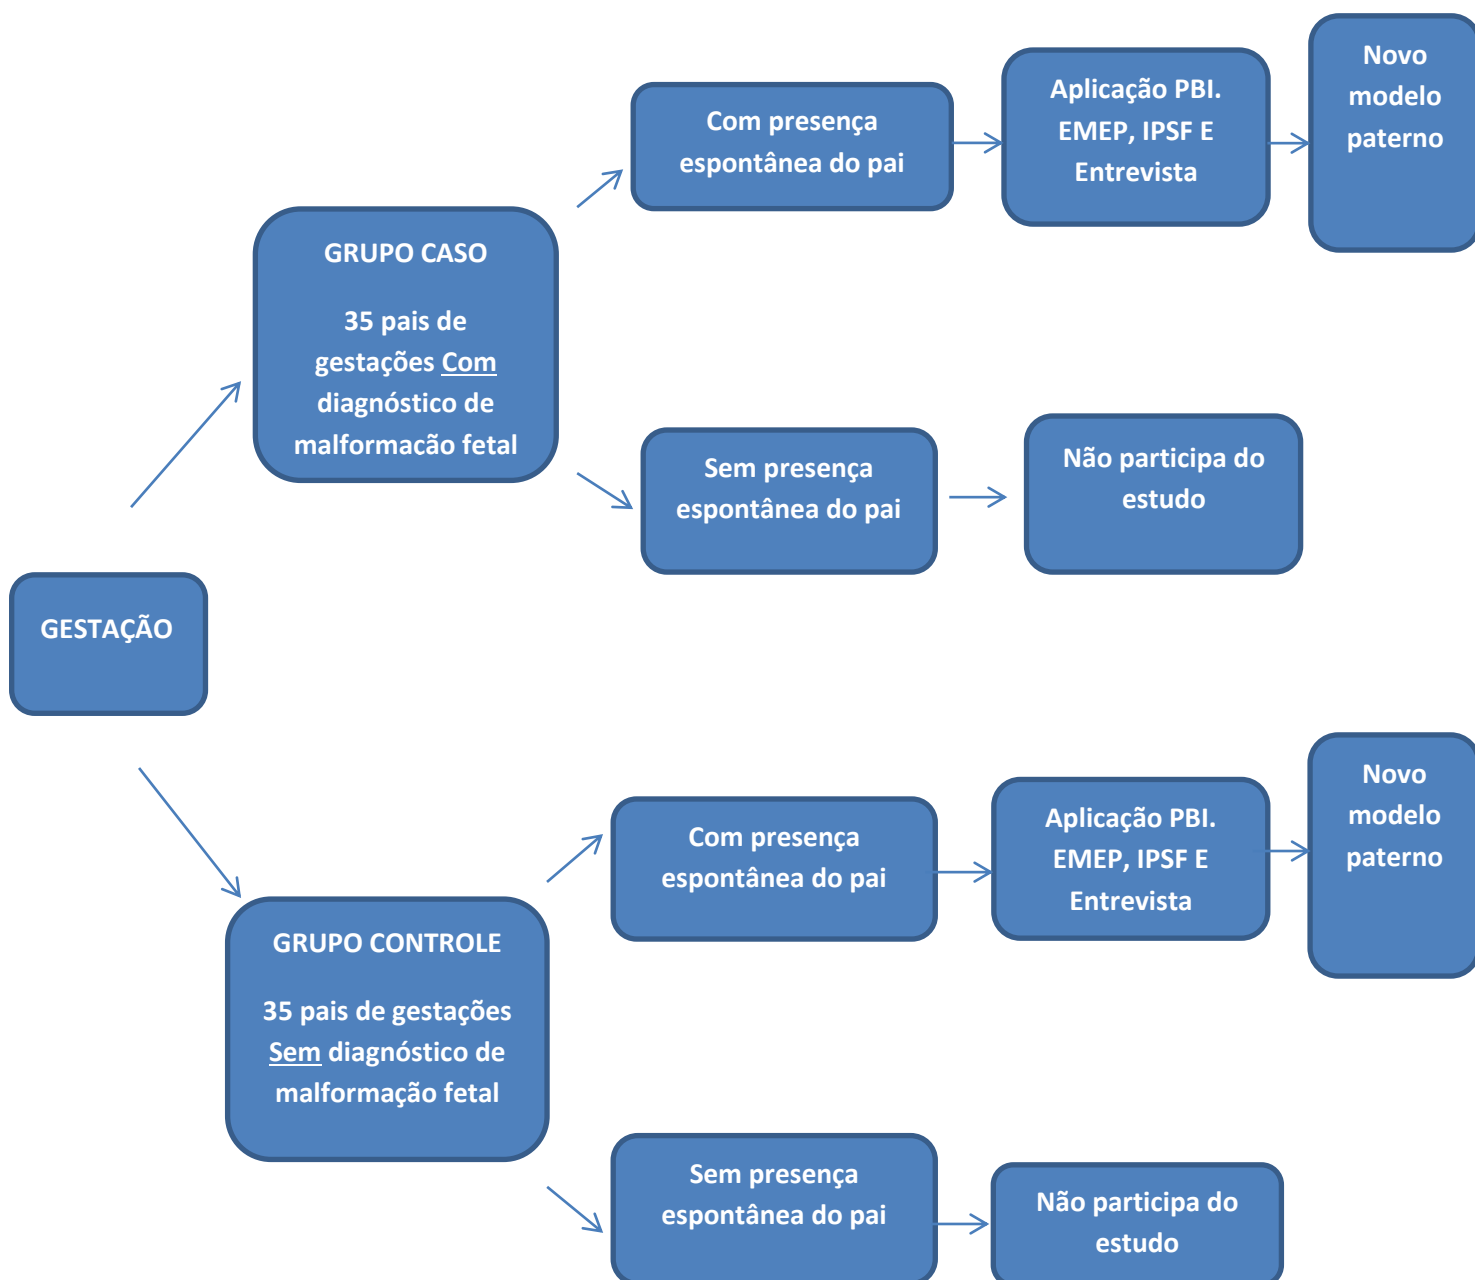 Com presença
espontânea do pai
Aplicação PBI.
EMEP, IPSF E
Entrevista
Novo
modelo
paterno
GRUPO CASO
35 pais de
gestações Com
diagnóstico de
malformação fetal
Sem presença
espontânea do pai
Não participa do
estudo
GESTAÇÃO
Com presença
espontânea do pai
Aplicação PBI.
EMEP, IPSF E
Entrevista
Novo
modelo
paterno
GRUPO CONTROLE
35 pais de gestações
Sem diagnóstico de
malformação fetal
Sem presença
espontânea do pai
Não participa do
estudo